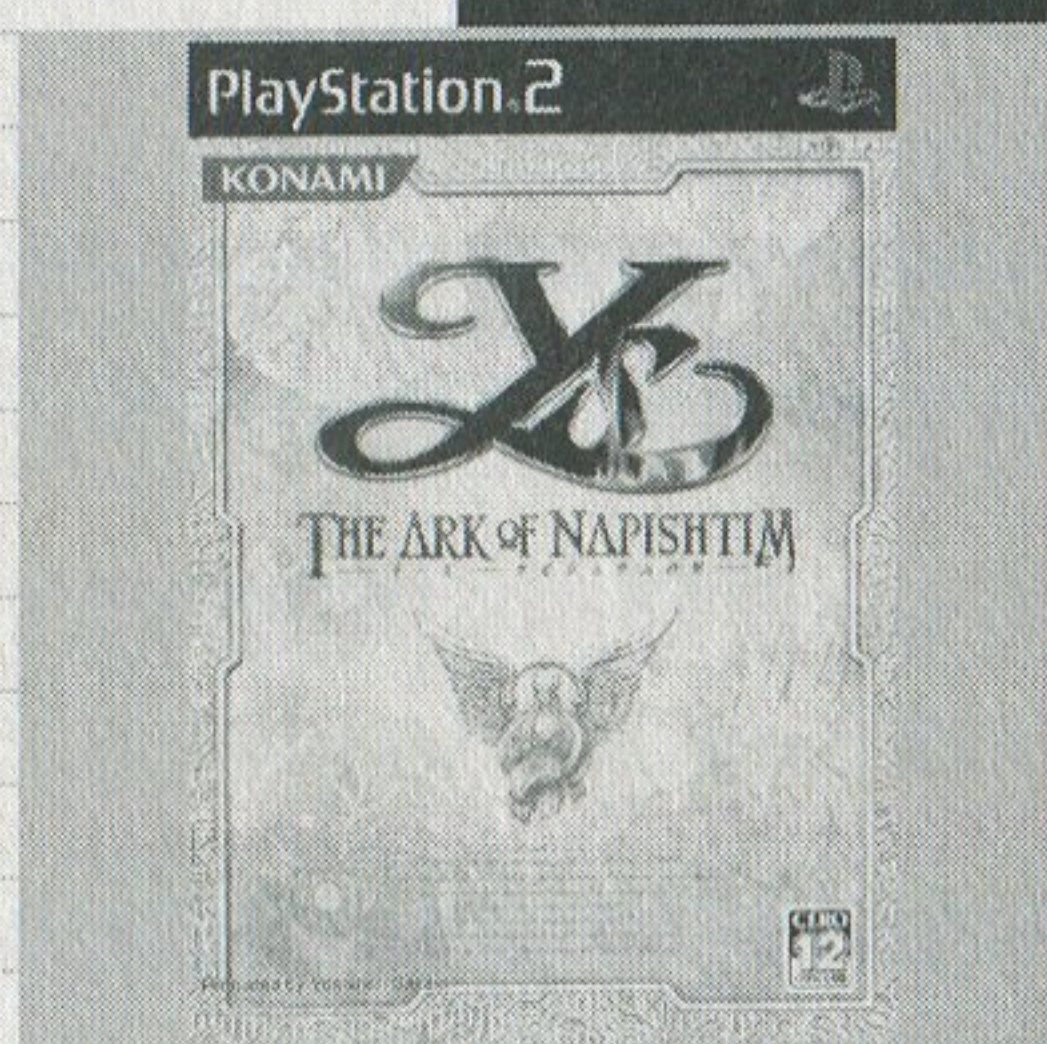 PlayStation.2
KONAMI
Ys
THE ARK OF NAPISHTIM
CERO
12